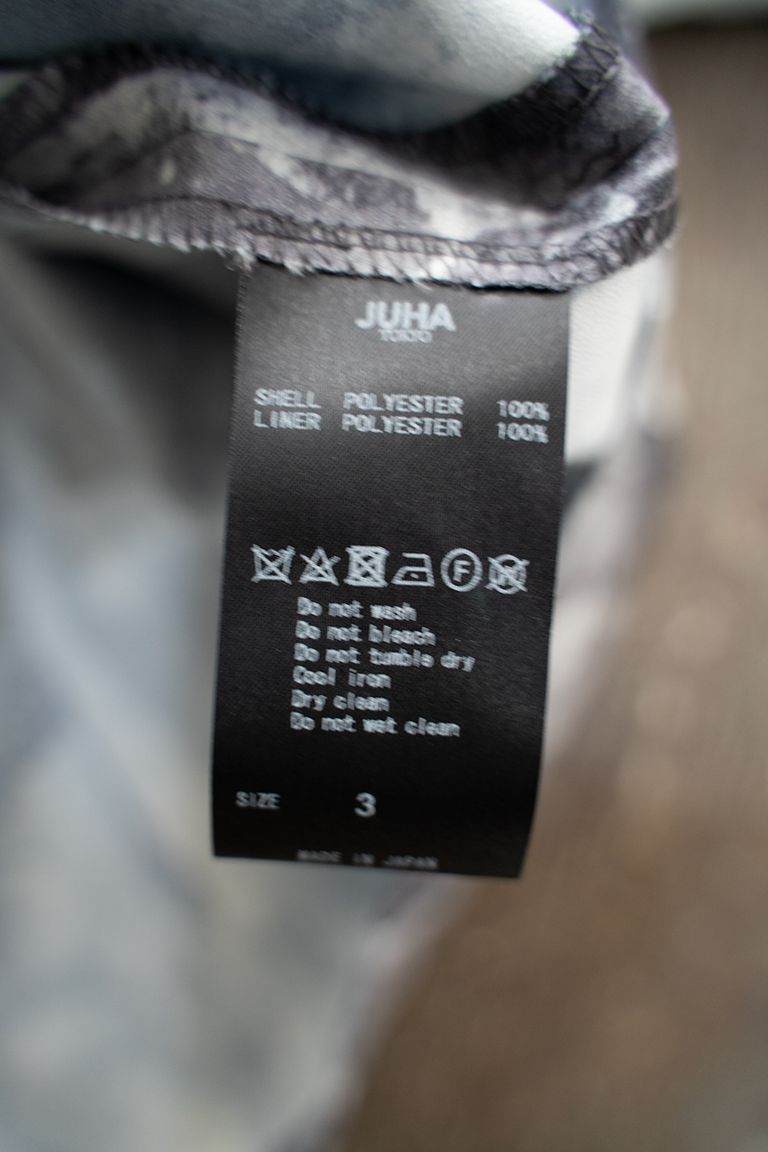 JUHA
TOKYO
SHELL POLYESTER 100%
LINER POLYESTER 100%
F
W
Do not wash
Do not bleach
Do not tumble dry
Cool iron
Dry clean
Do not wet clean
SIZE 3
MADE IN JAPAN